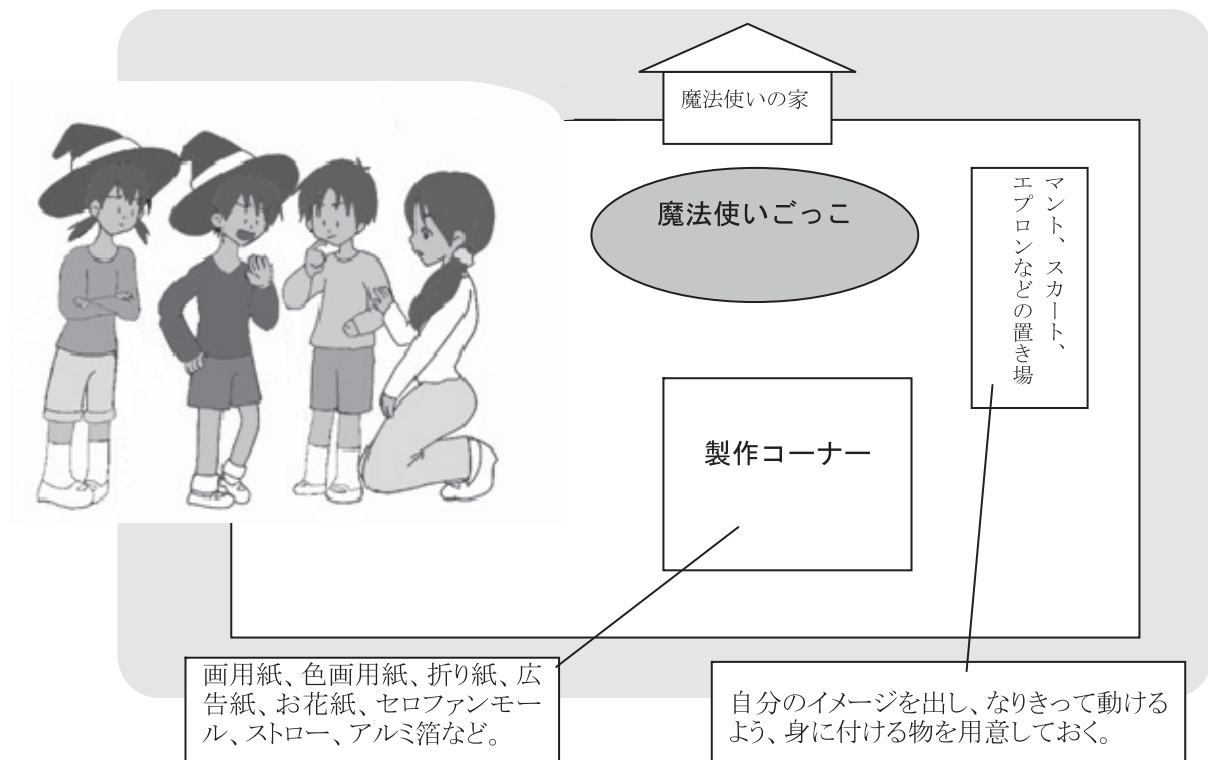 魔法使いの家
魔法使いごっこ
マント、スカート、
エプロンなどの置き場
製作コーナー
画用紙、色画用紙、折り紙、広
告紙、お花紙、セロファンモー
ル、ストロー、アルミ箔など。
自分のイメージを出し、なりきって動ける
よう、身に付ける物を用意しておく。